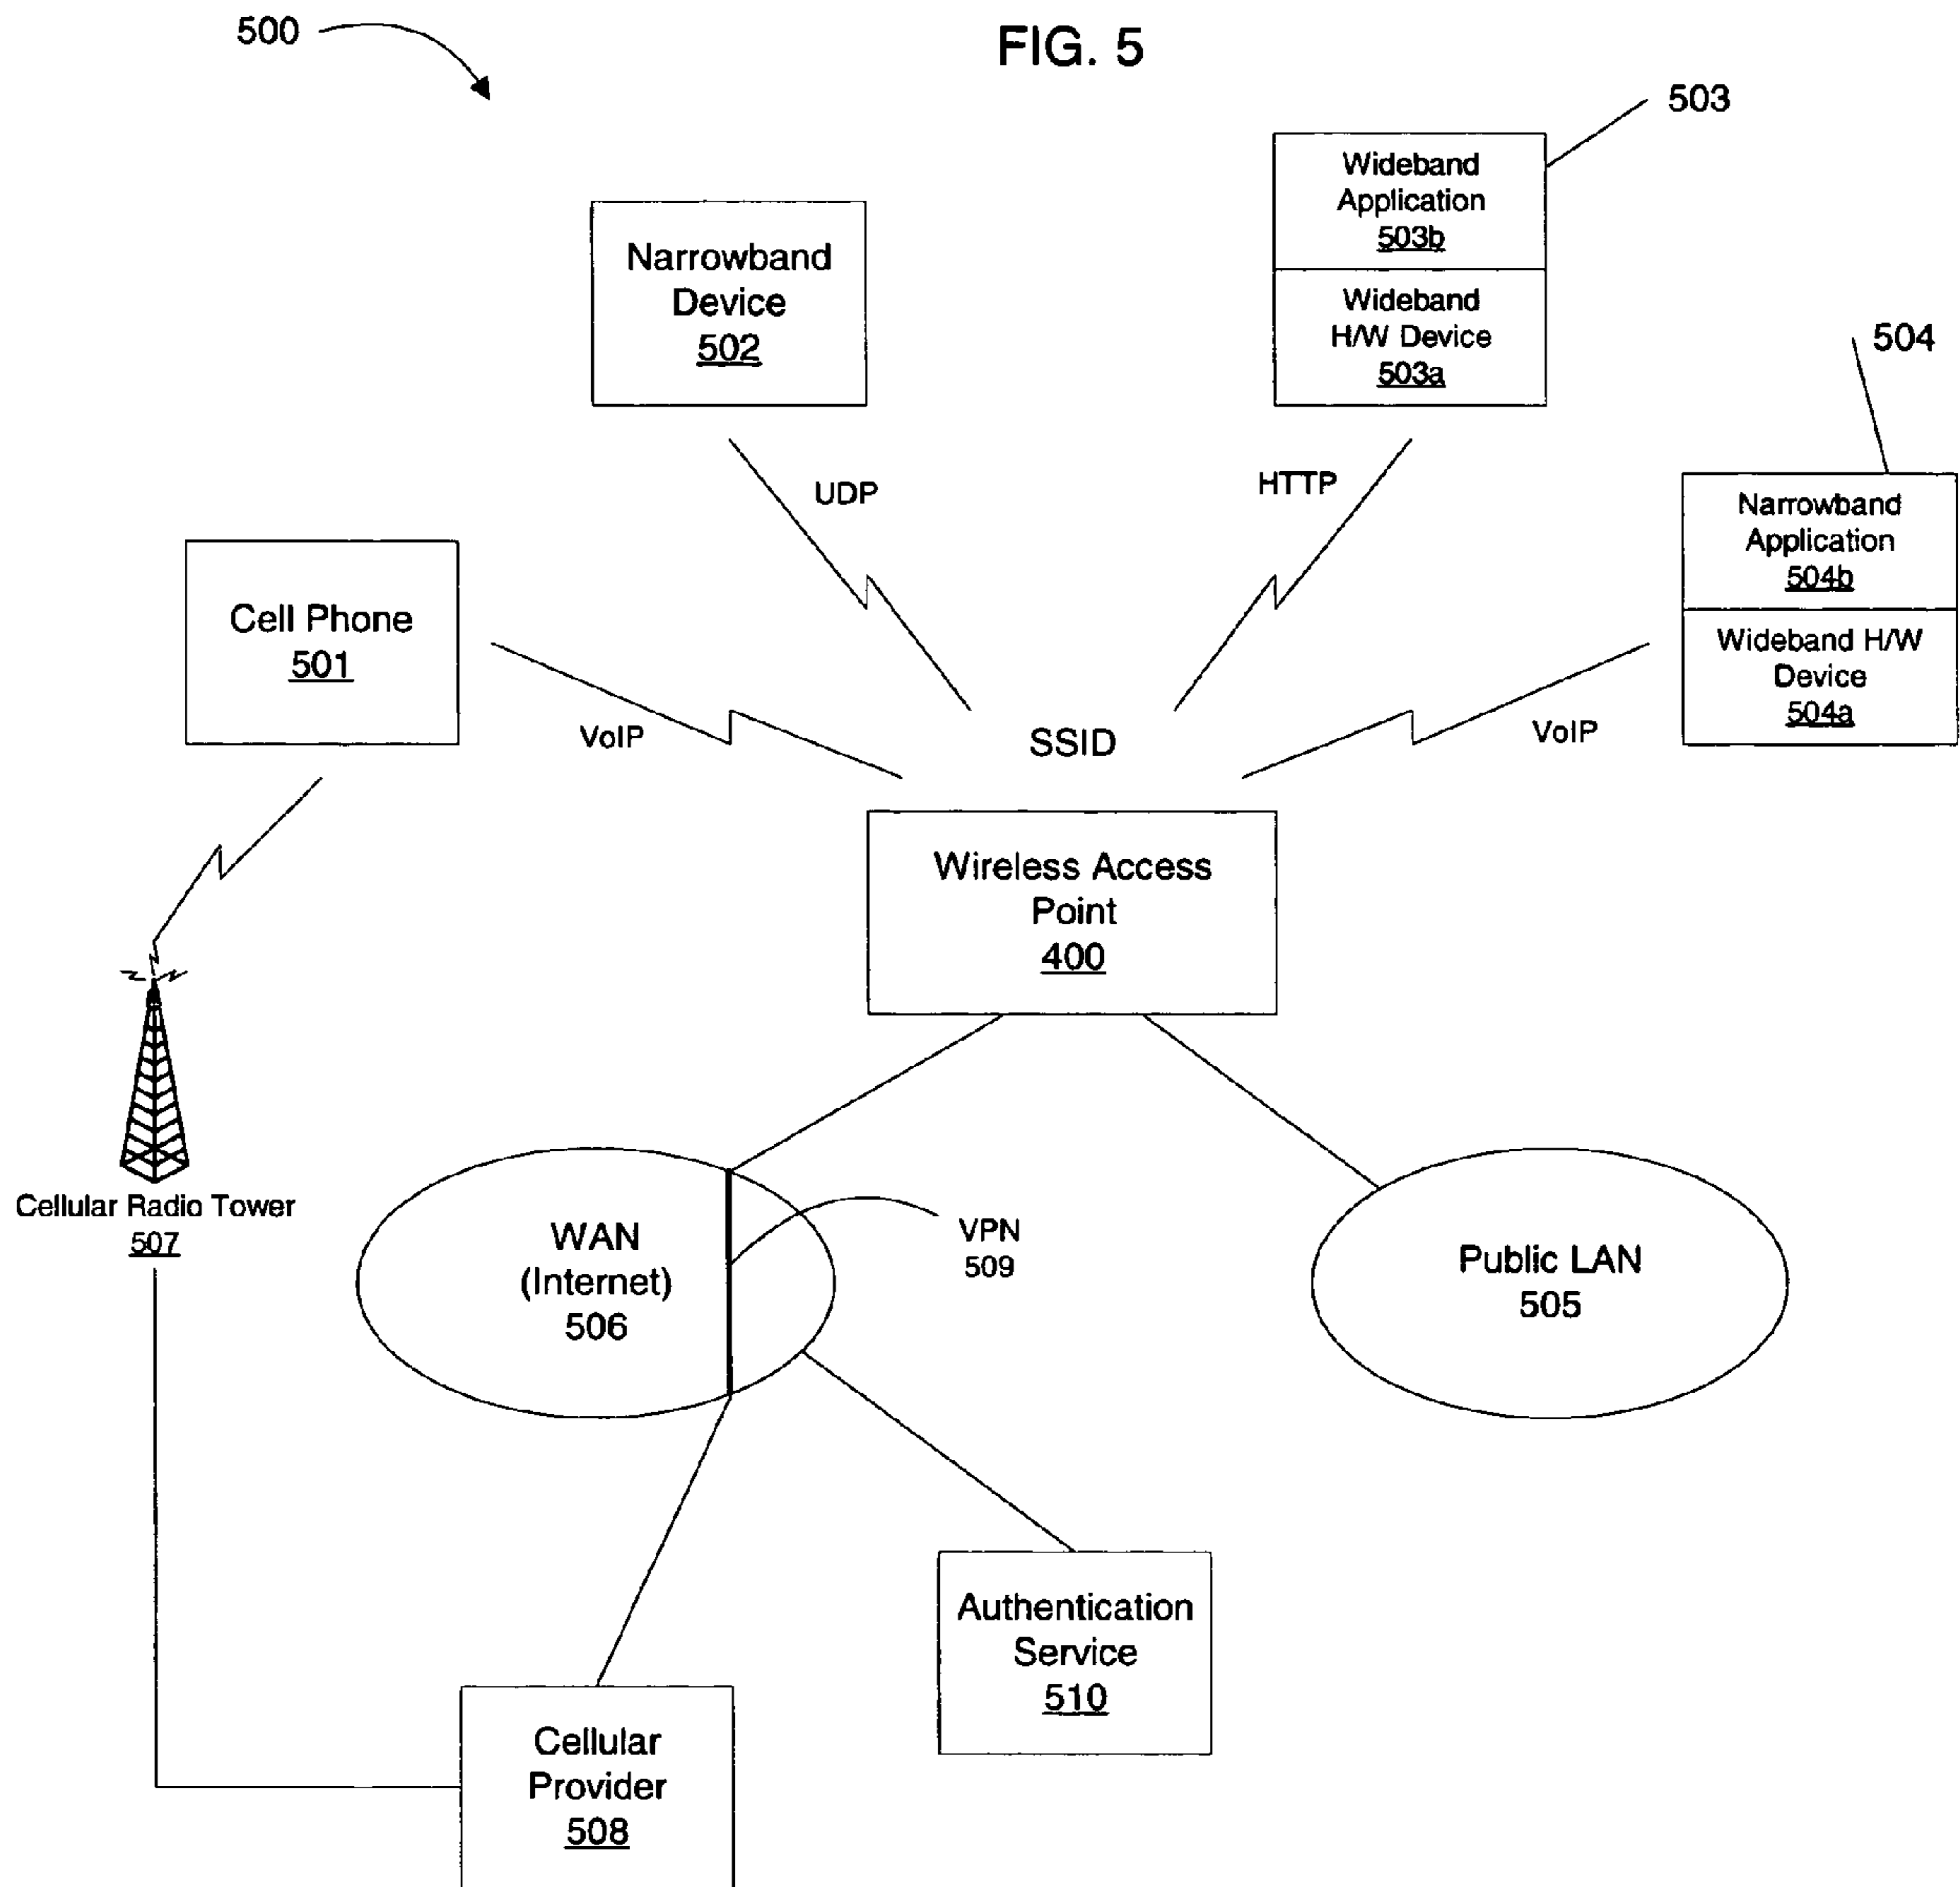 500
FIG. 5
503
Wideband
Application
503b
Wideband
H/W Device
503a
Narrowband
Device
502
504
Narrowband
Application
504b
Wideband H/W
Device
504a
UDP
HTTP
Cell Phone
501
VoIP
SSID
VoIP
Wireless Access
Point
400
Cellular Radio Tower
507
WAN
(Internet)
506
VPN
509
Public LAN
505
Authentication
Service
510
Cellular
Provider
508